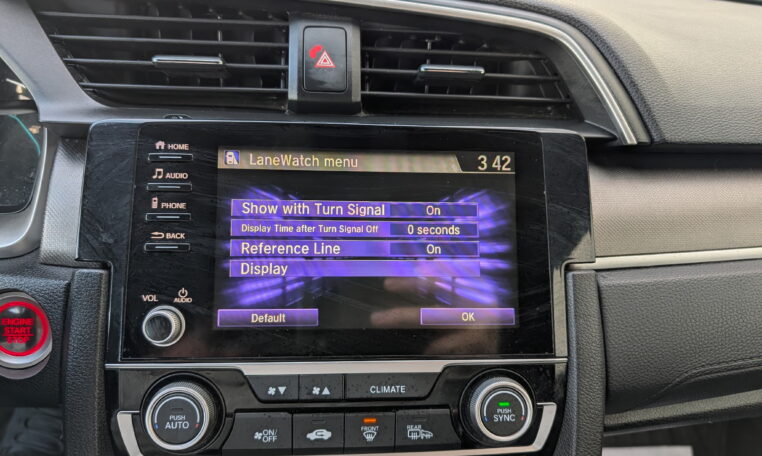 HOME
LaneWatch menu 3 42
AUDIO
PHONE
Show with Turn Signal On
Display Time after Turn Signal Off 0 seconds
BACK
Reference Line On
Display
VOL AUDIO
Default OK
ENGINE
START
STOP
CLIMATE
PUSH
AUTO
PUSH
SYNC
ON/
OFF
FRONT
REAR